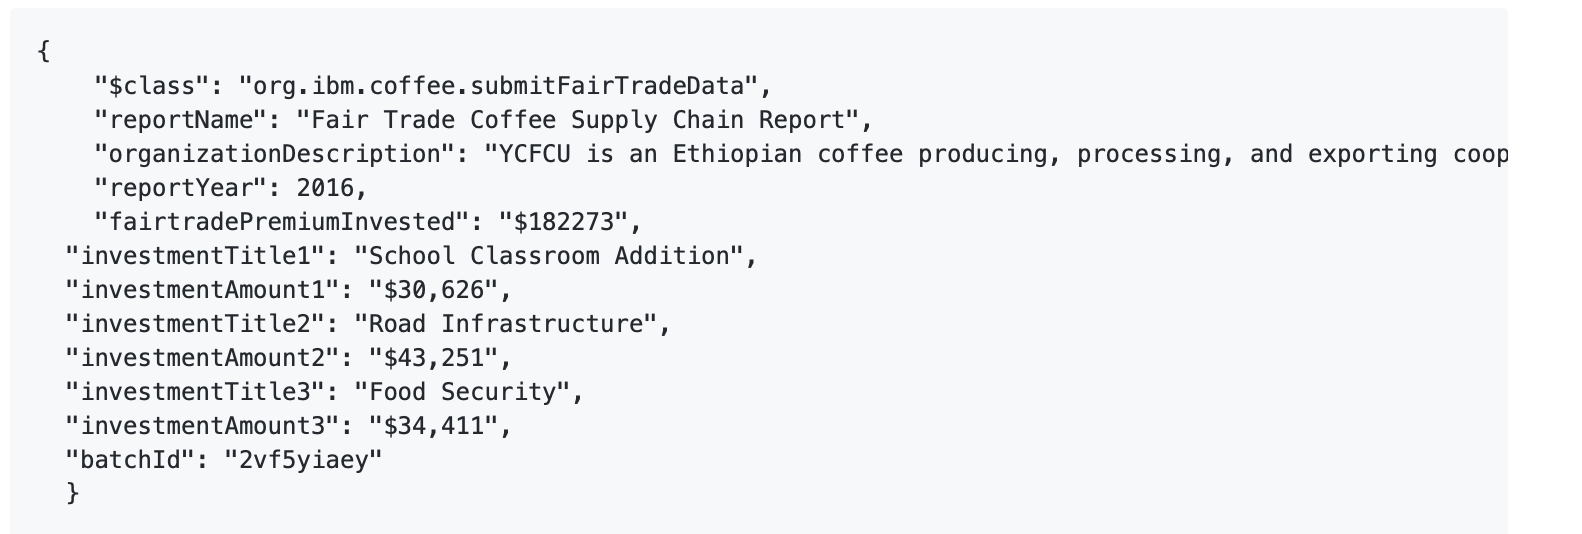 {
"$class": "org.ibm.coffee.submitFairTradeData",
"reportName": "Fair Trade Coffee Supply Chain Report",
"organizationDescription": "YCFCU is an Ethiopian coffee producing, processing, and exporting coop
"reportYear": 2016,
"fairtradePremiumInvested": "$182273",
"investmentTitle1": "School Classroom Addition",
"investmentAmount1": "$30,626",
"investmentTitle2": "Road Infrastructure",
"investmentAmount2": "$43,251",
"investmentTitle3": "Food Security",
"investmentAmount3": "$34,411",
"batchId": "2vf5yiaey"
}